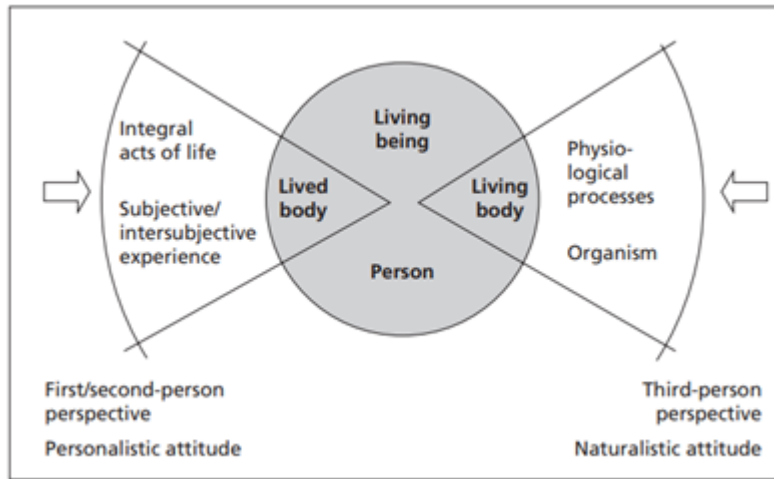 Integral
acts of life
Subjective/
intersubjective
experience
Lived
body
Living
being
Person
Living
body
Physio-
logical
processes
Organism
First/second-person
perspective
Personalistic attitude
Third-person
perspective
Naturalistic attitude